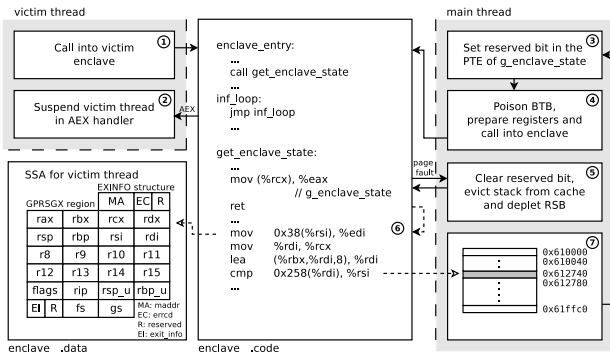 victim thread
① Call into victim
enclave
② Suspend victim thread
in AEX handler
AEX
SSA for victim thread
EXINFO structure
GPRSGX region MA EC R
rax rbx rcx rdx
rsp rbp rsi rdi
r8 r9 r10 r11
r12 r13 r14 r15
flags rip rsp_u rbp_u
EI R fs gs
MA: maddr
EC: errcd
R: reserved
EI: exit_info
enclave .data
enclave_entry:
...
call get_enclave_state
...
inf_loop:
jmp inf_loop
...
get_enclave_state:
...
mov (%rcx), %eax
// g_enclave_state
ret
...
⑥
mov 0x38(%rsi), %edi
mov %rdi, %rcx
lea (%rbx,%rdi,8), %rdi
cmp 0x258(%rdi), %rsi
...
enclave .code
page
fault
main thread
③ Set reserved bit in the
PTE of g_enclave_state
④ Poison BTB,
prepare registers and
call into enclave
⑤ Clear reserved bit,
evict stack from cache
and deplet RSB
⑦
0x610000
0x610040
0x612740
0x612780
0x61ffc0